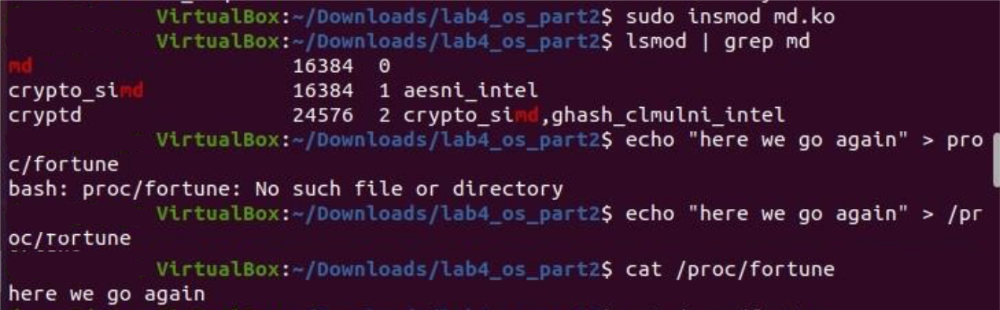 VirtualBox:~/Downloads/lab4_os_part2$ sudo insmod md.ko
VirtualBox:~/Downloads/lab4_os_part2$ lsmod | grep md
md 16384 0
crypto_simd 16384 1 aesni_intel
cryptd 24576 2 crypto_simd,ghash_clmulni_intel
VirtualBox:~/Downloads/lab4_os_part2$ echo "here we go again" > pro
c/fortune
bash: proc/fortune: No such file or directory
VirtualBox:~/Downloads/lab4_os_part2$ echo "here we go again" > /pr
oc/fortune
VirtualBox:~/Downloads/lab4_os_part2$ cat /proc/fortune
here we go again